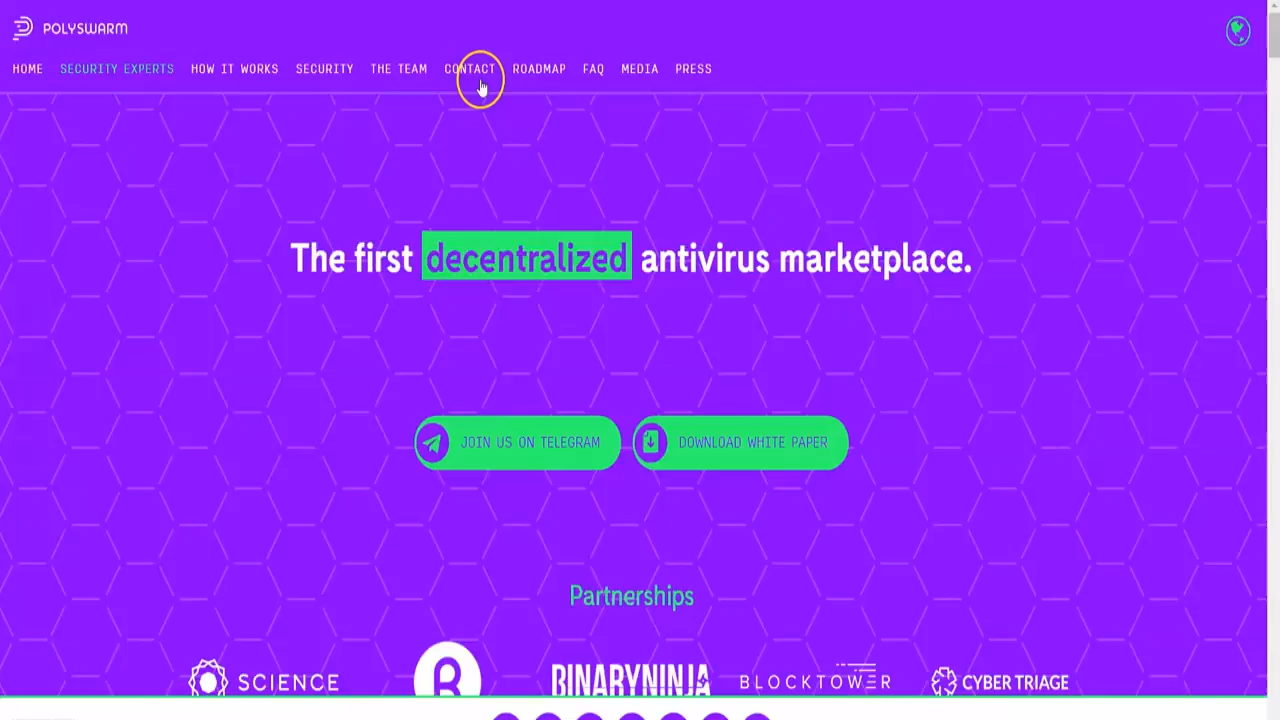 POLYSWARM
HOME SECURITY EXPERTS HOW IT WORKS SECURITY THE TEAM CONTACT ROADMAP FAQ MEDIA PRESS
The first decentralized antivirus marketplace.
JOIN US ON TELEGRAM DOWNLOAD WHITE PAPER
Partnerships
SCIENCE BINARYNINJA BLOCKTOWER CYBER TRIAGE